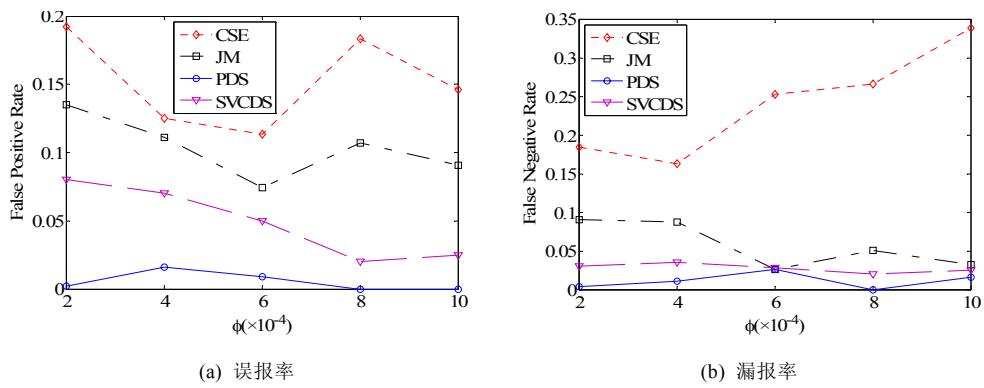 0.2
0.15
0.1
0.05
0
False Positive Rate
CSE
JM
PDS
SVCDS
2
4
6
8
10
ϕ(×10-4)
(a) 误报率
0.35
0.3
0.25
0.2
0.15
0.1
0.05
0
False Negative Rate
CSE
JM
PDS
SVCDS
2
4
6
8
10
ϕ(×10-4)
(b) 漏报率